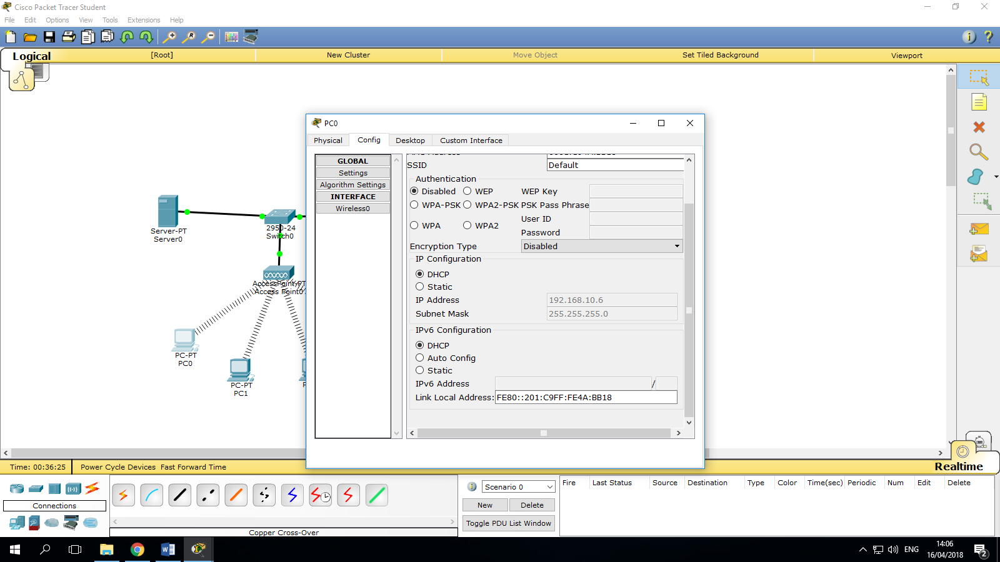 Cisco Packet Tracer Student
File Edit Options View Tools Extensions Help
Logical [Root] New Cluster Move Object Set Tiled Background Viewport
PC0
Physical Config Desktop Custom Interface
GLOBAL
Settings
Algorithm Settings
INTERFACE
Wireless0
SSID Default
Authentication
Disabled WEP WEP Key
WPA-PSK WPA2-PSK PSK Pass Phrase
User ID
WPA WPA2
Password
Encryption Type Disabled
IP Configuration
DHCP
Static
IP Address 192.168.10.6
Subnet Mask 255.255.255.0
IPv6 Configuration
DHCP
Auto Config
Static
IPv6 Address /
Link Local Address: FE80::201:C9FF:FE4A:BB18
Server-PT
Server0
2950-24
Switch0
AccessPoint-PT
Access Point0
PC-PT
PC0
PC-PT
PC1
P
Realtime
Time: 00:36:25 Power Cycle Devices Fast Forward Time
Connections
Copper Cross-Over
Scenario 0
New Delete
Toggle PDU List Window
Fire Last Status Source Destination Type Color Time(sec) Periodic Num Edit Delete
ENG
14:06
16/04/2018
2